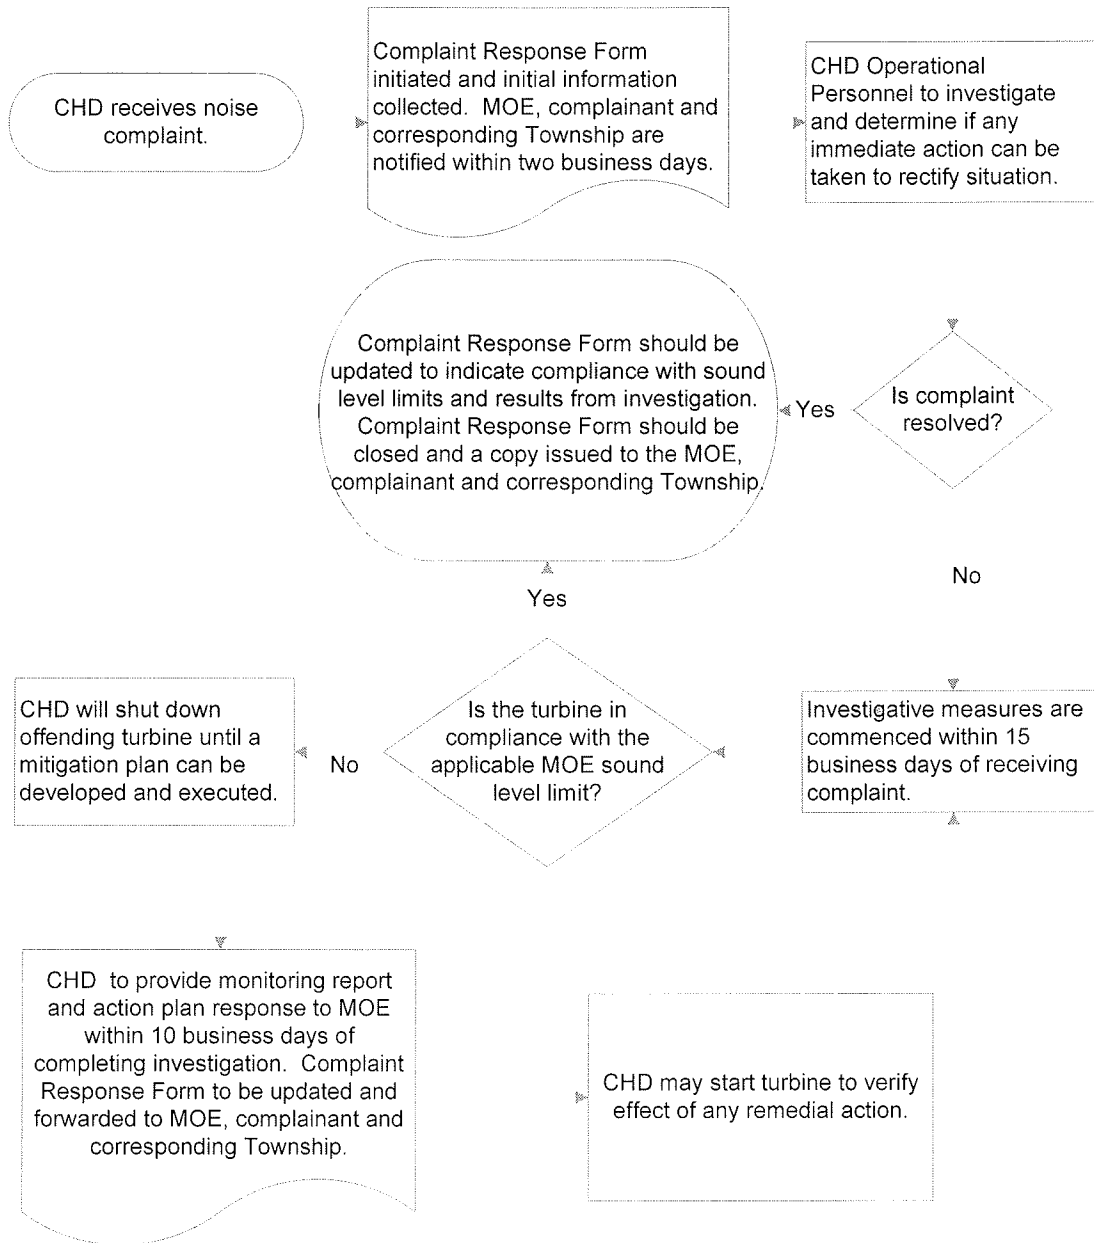 CHD receives noise
complaint.
Complaint Response Form
initiated and initial information
collected. MOE, complainant and
corresponding Township are
notified within two business days.
CHD Operational
Personnel to investigate
and determine if any
immediate action can be
taken to rectify situation.
Is complaint
resolved?
Yes
Complaint Response Form should be
updated to indicate compliance with sound
level limits and results from investigation.
Complaint Response Form should be
closed and a copy issued to the MOE,
complainant and corresponding Township.
No
Investigative measures are
commenced within 15
business days of receiving
complaint.
Is the turbine in
compliance with the
applicable MOE sound
level limit?
Yes
No
CHD will shut down
offending turbine until a
mitigation plan can be
developed and executed.
CHD to provide monitoring report
and action plan response to MOE
within 10 business days of
completing investigation. Complaint
Response Form to be updated and
forwarded to MOE, complainant and
corresponding Township.
CHD may start turbine to verify
effect of any remedial action.